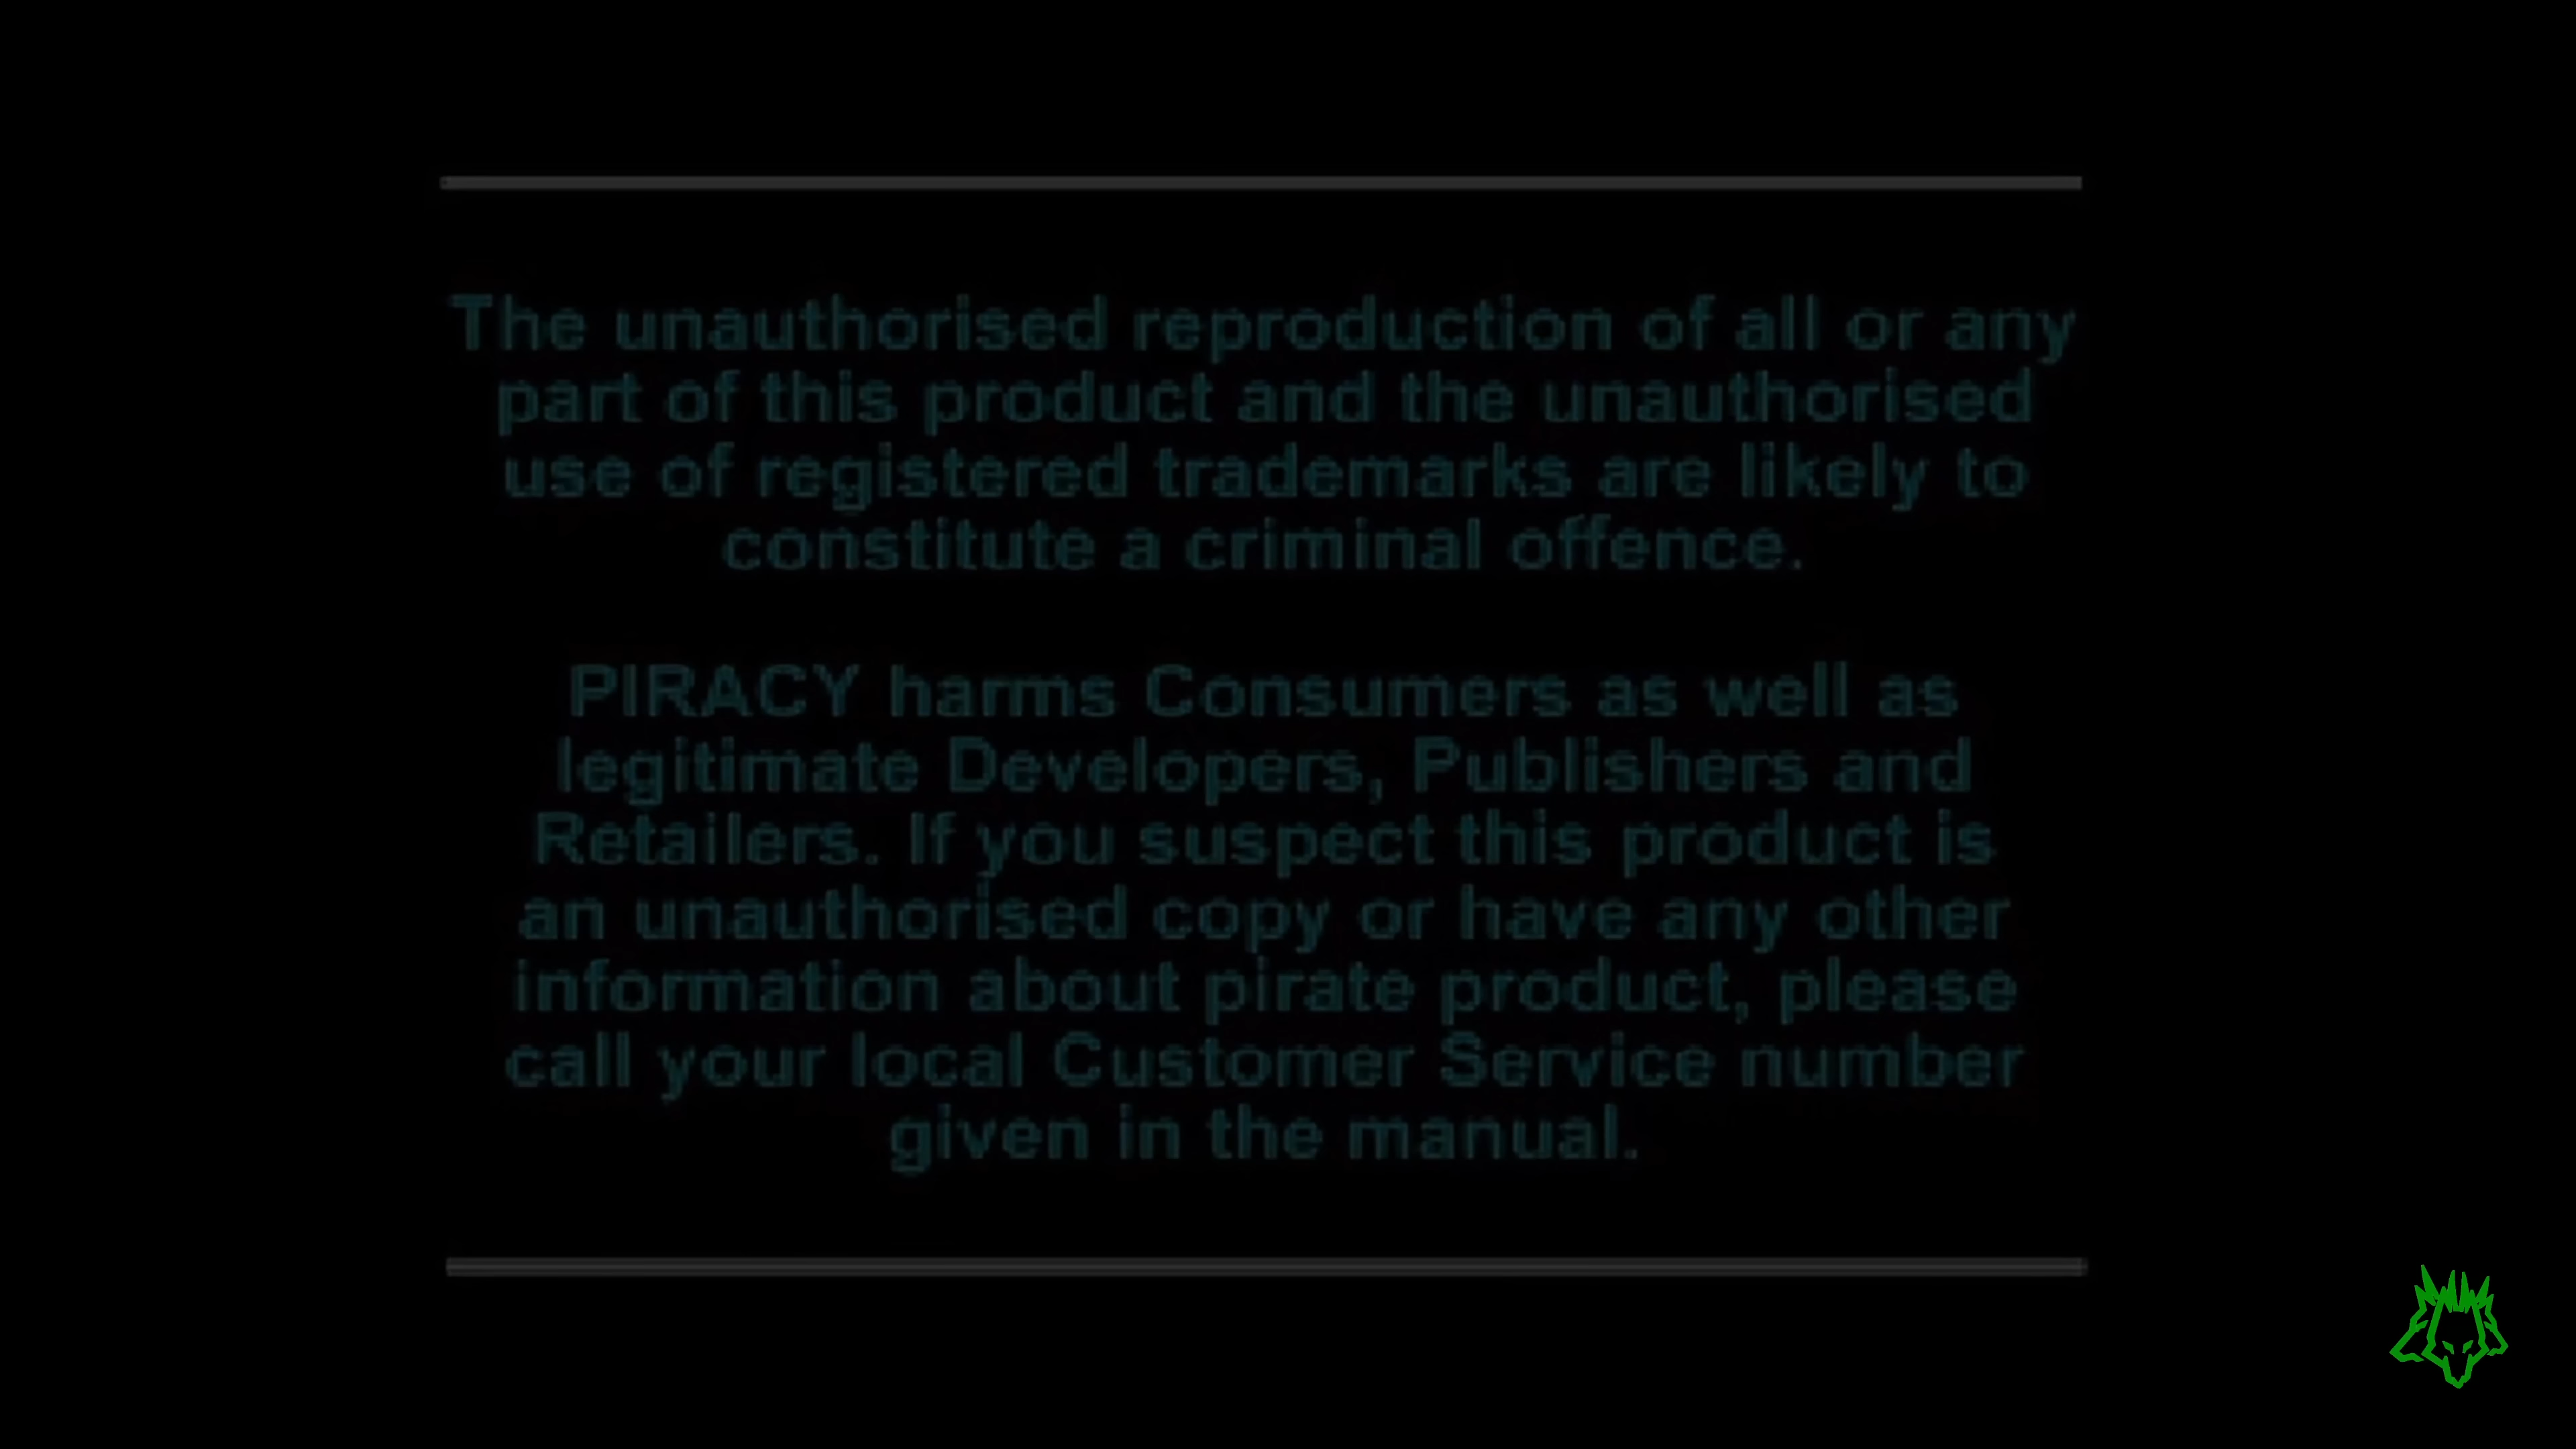 The unauthorised reproduction of all or any
part of this product and the unauthorised
use of registered trademarks are likely to
constitute a criminal offence.
PIRACY harms Consumers as well as
legitimate Developers, Publishers and
Retailers. If you suspect this product is
an unauthorised copy or have any other
information about pirate product, please
call your local Customer Service number
given in the manual.